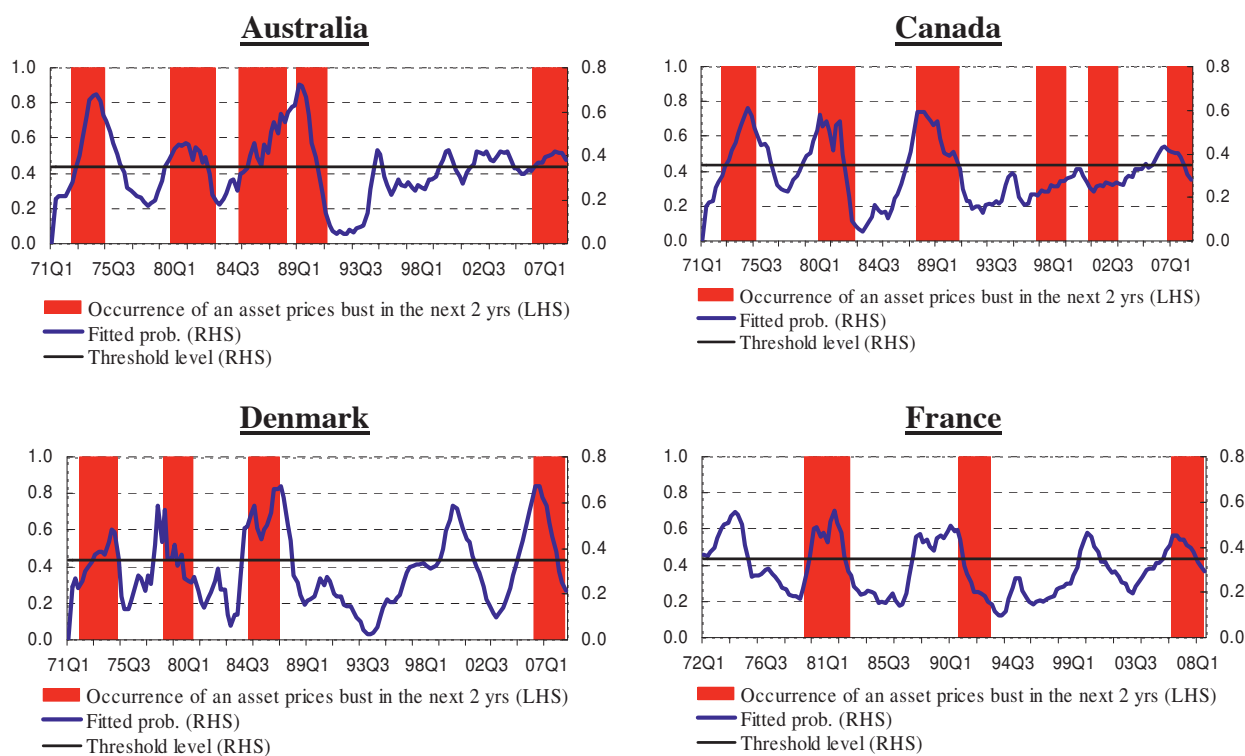 Australia
1.0 0.8
0.8
0.6
0.6
0.4
0.4
0.2
0.2
0.0 0.0
71Q1 75Q3 80Q1 84Q3 89Q1 93Q3 98Q1 02Q3 07Q1
Occurrence of an asset prices bust in the next 2 yrs (LHS)
Fitted prob. (RHS)
Threshold level (RHS)
Canada
1.0 0.8
0.8
0.6
0.6
0.4
0.4
0.2
0.2
0.0 0.0
71Q1 75Q3 80Q1 84Q3 89Q1 93Q3 98Q1 02Q3 07Q1
Occurrence of an asset prices bust in the next 2 yrs (LHS)
Fitted prob. (RHS)
Threshold level (RHS)
Denmark
1.0 0.8
0.8
0.6
0.6
0.4
0.4
0.2
0.2
0.0 0.0
71Q1 75Q3 80Q1 84Q3 89Q1 93Q3 98Q1 02Q3 07Q1
Occurrence of an asset prices bust in the next 2 yrs (LHS)
Fitted prob. (RHS)
Threshold level (RHS)
France
1.0 0.8
0.8
0.6
0.6
0.4
0.4
0.2
0.2
0.0 0.0
72Q1 76Q3 81Q1 85Q3 90Q1 94Q3 99Q1 03Q3 08Q1
Occurrence of an asset prices bust in the next 2 yrs (LHS)
Fitted prob. (RHS)
Threshold level (RHS)